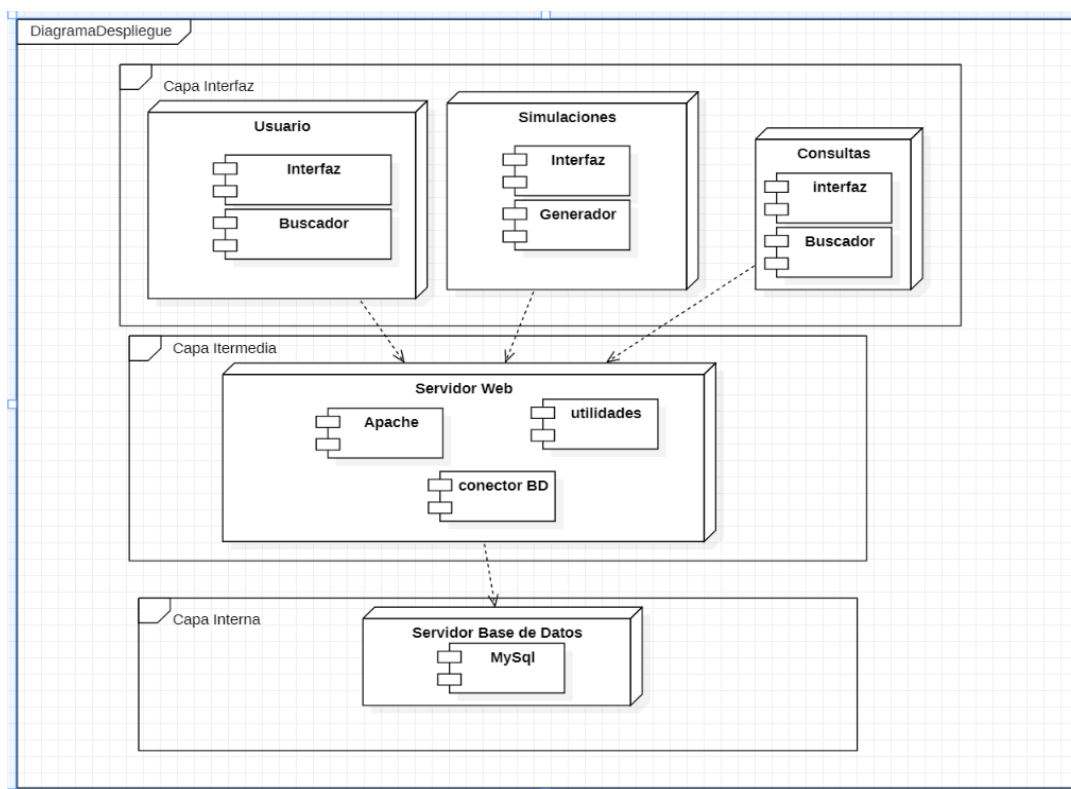 DiagramaDespliegue
Capa Interfaz
Usuario
Interfaz
Buscador
Simulaciones
Interfaz
Generador
Consultas
interfaz
Buscador
Capa Itermedia
Servidor Web
Apache
utilidades
conector BD
Capa Interna
Servidor Base de Datos
MySql